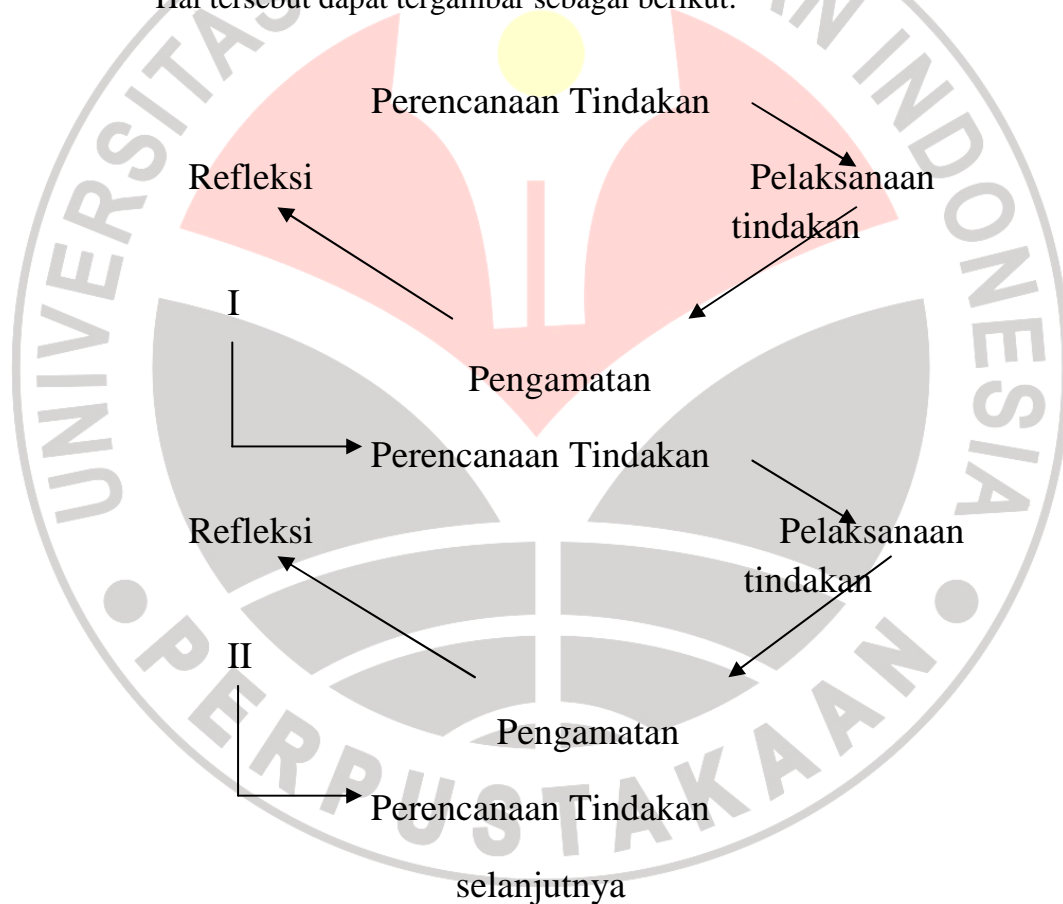 Hal tersebut dapat tergambar sebagai berikut:
Perencanaan Tindakan
Refleksi
Pelaksanaan
tindakan
I
Pengamatan
Perencanaan Tindakan
Refleksi
Pelaksanaan
tindakan
II
Pengamatan
Perencanaan Tindakan
selanjutnya
UNIVERSITAS
AN INDONESIA
PERPUSTAKAAN